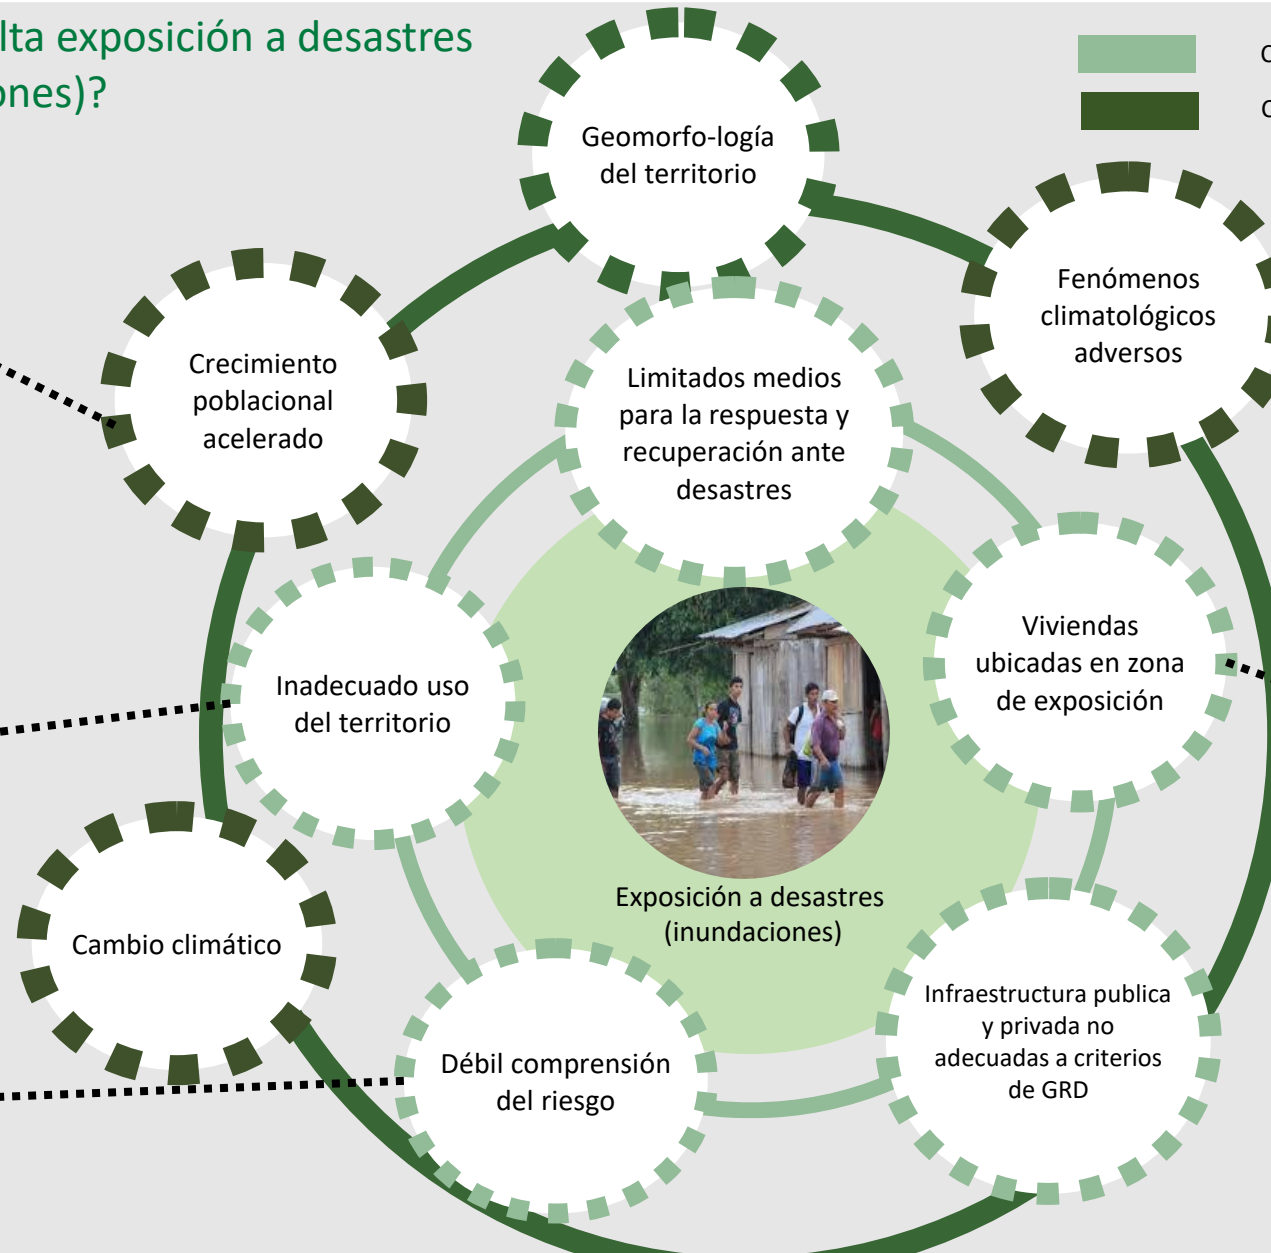 lta exposición a desastres
ones)?
Geomorfo-logía
del territorio
Fenómenos
climatológicos
adversos
Crecimiento
poblacional
acelerado
Limitados medios
para la respuesta y
recuperación ante
desastres
Viviendas
ubicadas en zona
de exposición
Inadecuado uso
del territorio
Exposición a desastres
(inundaciones)
Cambio climático
Infraestructura publica
y privada no
adecuadas a criterios
de GRD
Débil comprensión
del riesgo